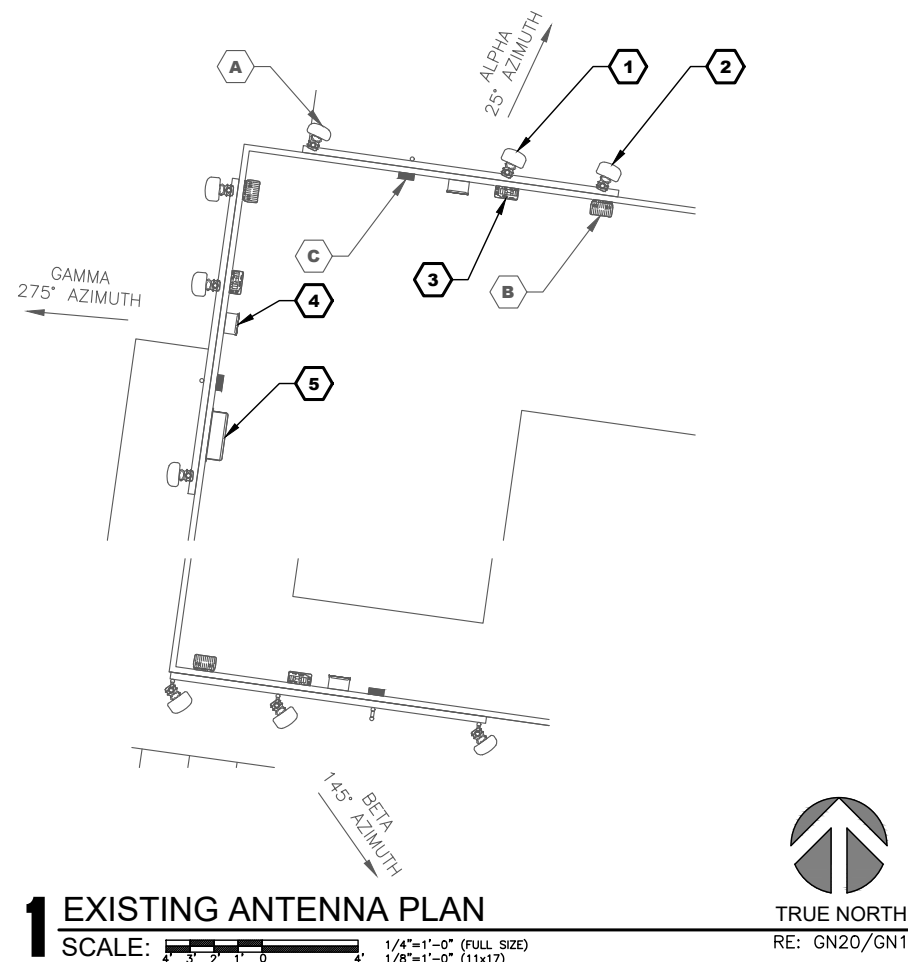 ALPHA
25° AZIMUTH
A
1
2
C
3
B
GAMMA
275° AZIMUTH
4
5
BETA
145° AZIMUTH
TRUE NORTH
RE: GN20/GN1
1 EXISTING ANTENNA PLAN
SCALE:
4' 3' 2' 1' 0 4'
1/4"=1'-0" (FULL SIZE)
1/8"=1'-0" (11x17)